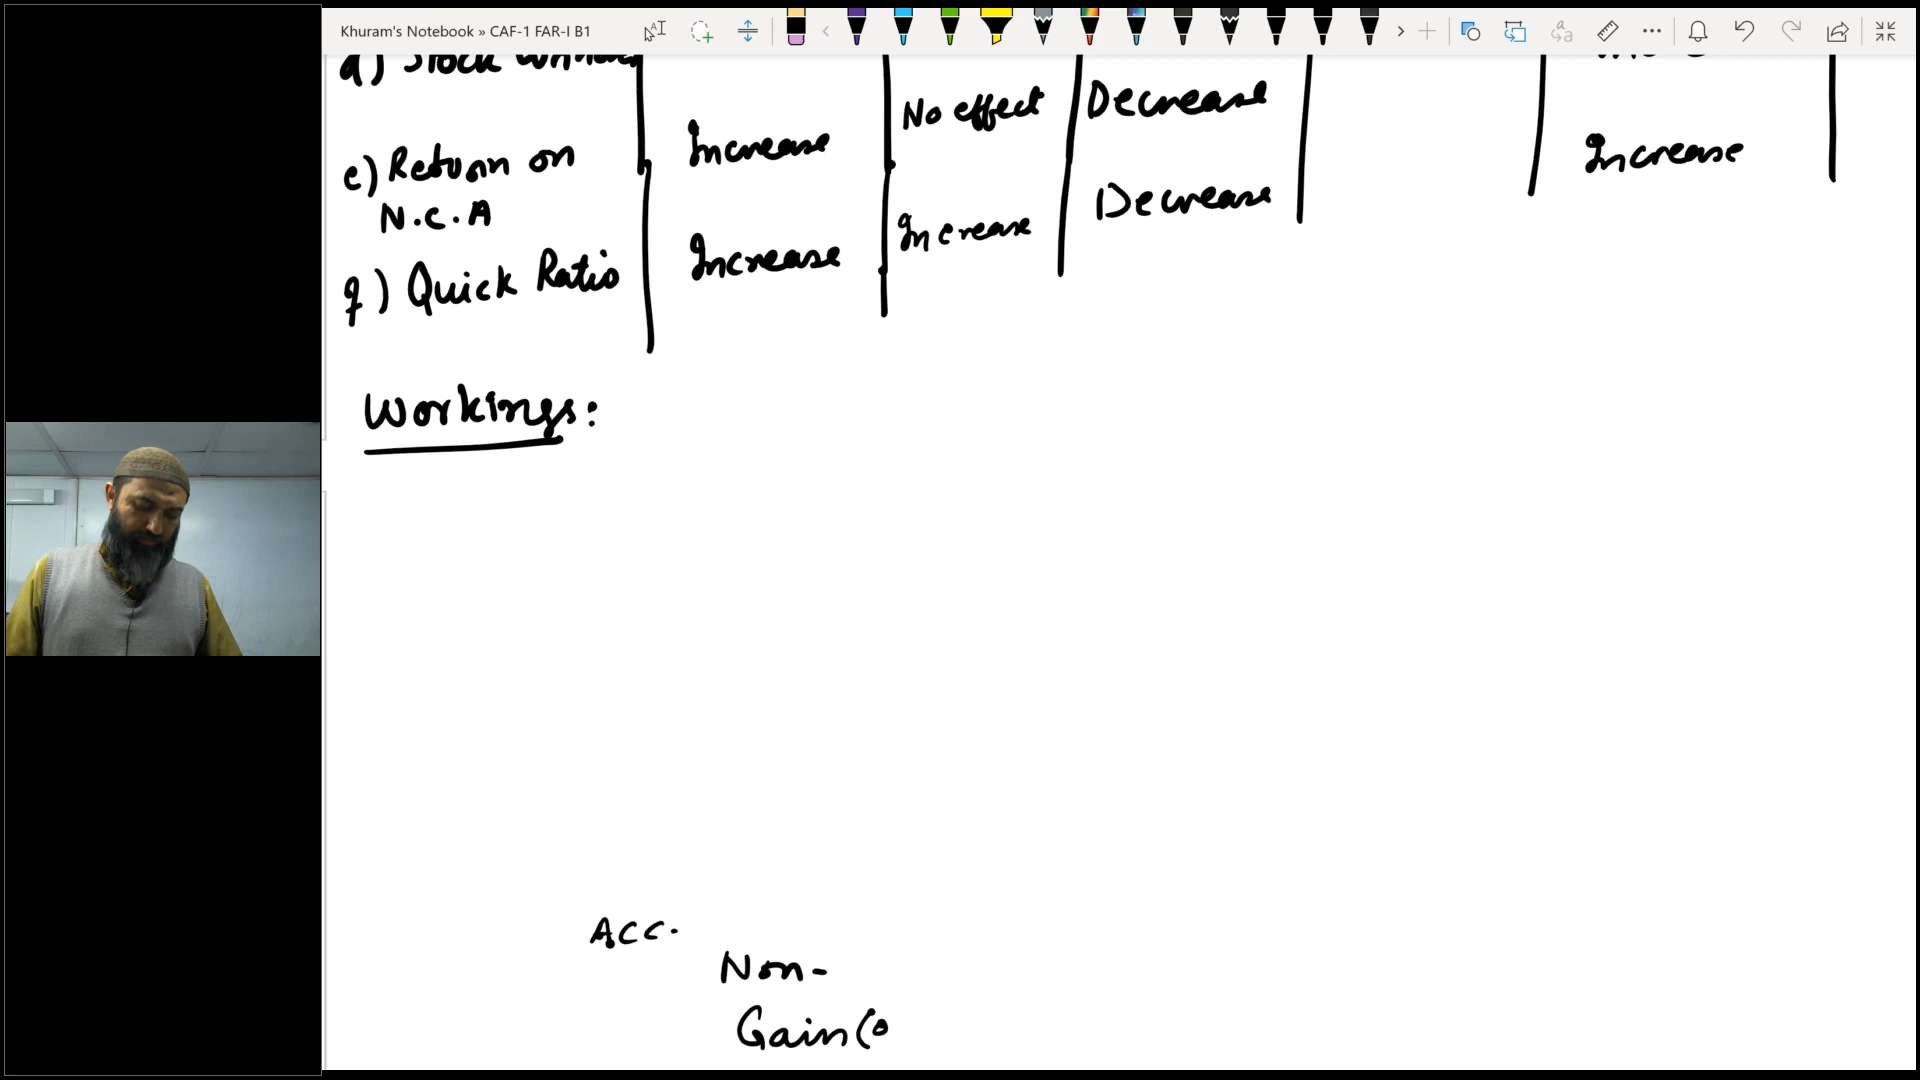 Khuram's Notebook » CAF-1 FAR-I B1
d) Stock
No effect Decrease
e) Return on Increase Increase
N.C.A
Increase Decrease
f) Quick Ratio Increase
Workings:
ACC.
Non-
Gain(o